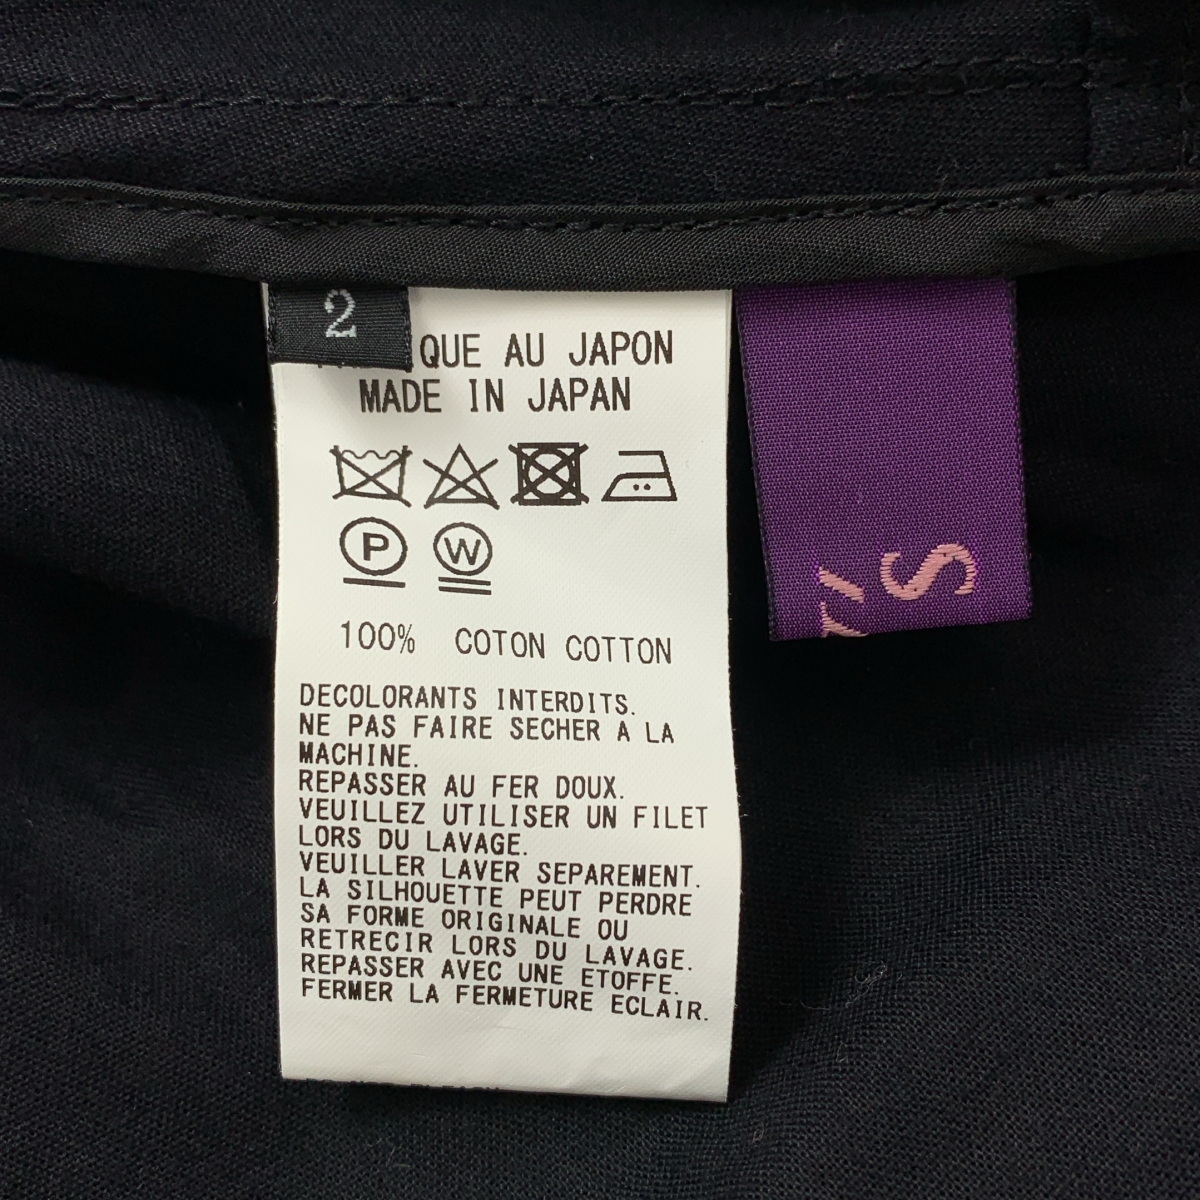 2
QUE AU JAPON
MADE IN JAPAN
P W
100% COTON COTTON
DECOLORANTS INTERDITS.
NE PAS FAIRE SECHER A LA
MACHINE.
REPASSER AU FER DOUX.
VEUILLEZ UTILISER UN FILET
LORS DU LAVAGE.
VEUILLER LAVER SEPAREMENT.
LA SILHOUETTE PEUT PERDRE
SA FORME ORIGINALE OU
RETRECIR LORS DU LAVAGE.
REPASSER AVEC UNE ETOFFE.
FERMER LA FERMETURE ECLAIR.
'S